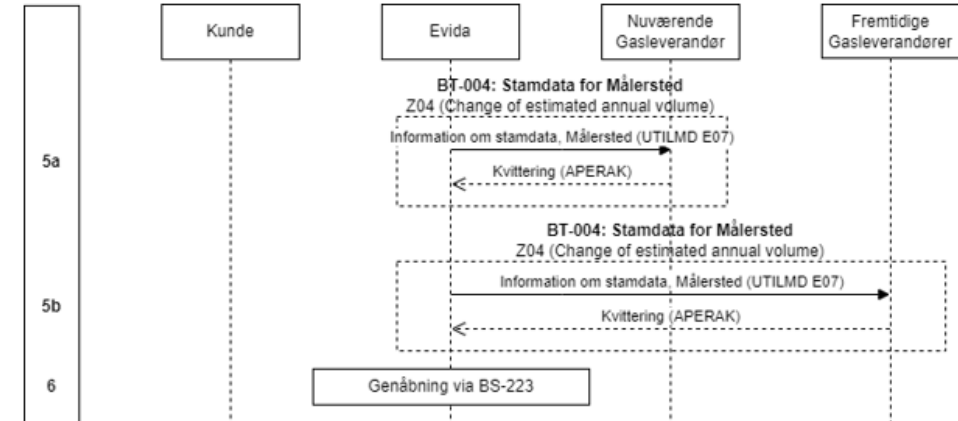 Kunde
Evida
Nuværende
Gasleverandør
Fremtidige
Gasleverandører
BT-004: Stamdata for Målersted
Z04 (Change of estimated annual volume)
5a
Information om stamdata, Målersted (UTILMD E07)
Kvittering (APERAK)
BT-004: Stamdata for Målersted
Z04 (Change of estimated annual volume)
5b
Information om stamdata, Målersted (UTILMD E07)
Kvittering (APERAK)
6
Genåbning via BS-223